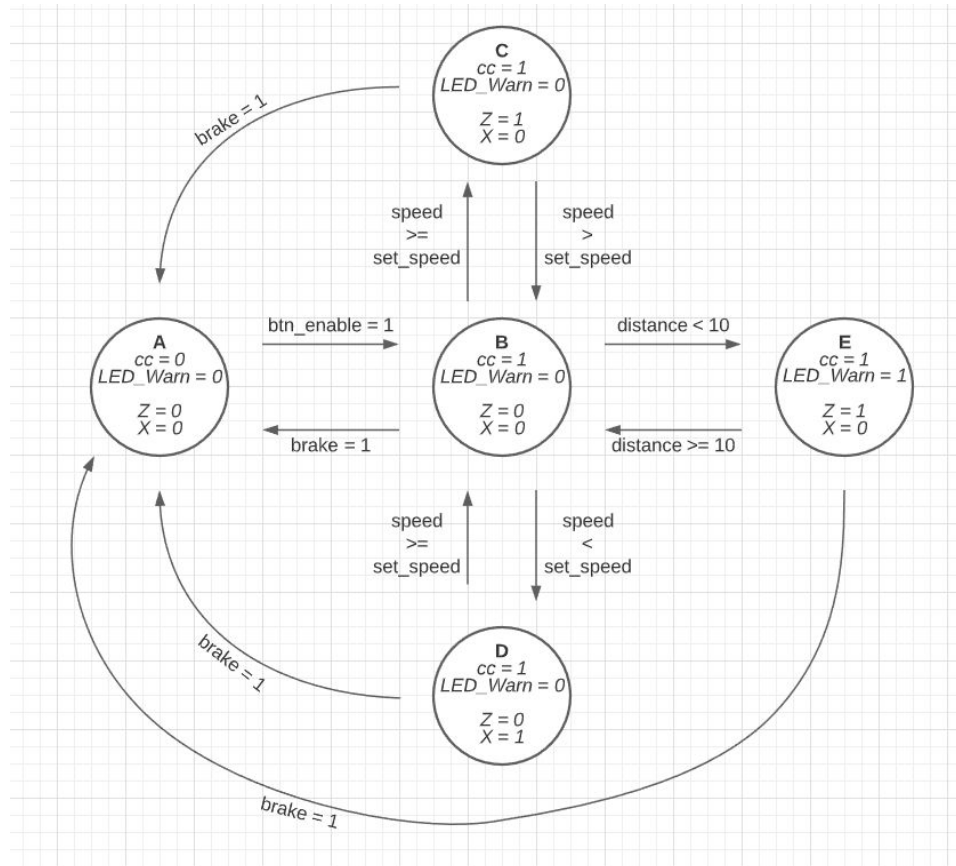 C
cc = 1
LED_Warn = 0
Z = 1
X = 0
brake = 1
speed
>=
set_speed
speed
>
set_speed
A
cc = 0
LED_Warn = 0
Z = 0
X = 0
btn_enable = 1
brake = 1
B
cc = 1
LED_Warn = 0
Z = 0
X = 0
distance < 10
distance >= 10
E
cc = 1
LED_Warn = 1
Z = 1
X = 0
speed
>=
set_speed
speed
<
set_speed
brake = 1
D
cc = 1
LED_Warn = 0
Z = 0
X = 1
brake = 1